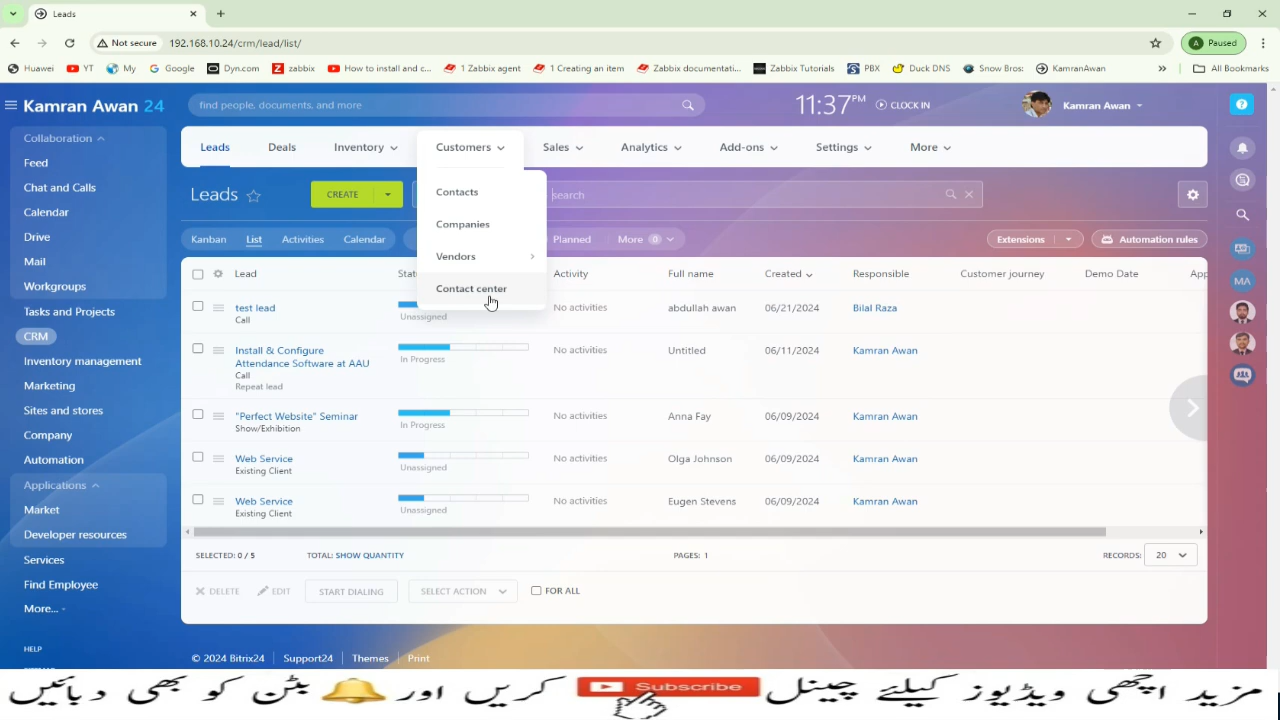 Leads
Not secure 192.168.10.24/crm/lead/list/
A Paused
Huawei YT My Google Dyn.com zabbix How to install and c... 1 Zabbix agent 1 Creating an item Zabbix documentati... Zabbix Tutorials PBX Duck DNS Snow Bros: KamranAwan » All Bookmarks
Kamran Awan 24
find people, documents, and more
11:37 PM CLOCK IN
Kamran Awan
Collaboration
Feed
Chat and Calls
Calendar
Drive
Mail
Workgroups
Tasks and Projects
CRM
Inventory management
Marketing
Sites and stores
Company
Automation
Applications
Market
Developer resources
Services
Find Employee
More...
HELP
Leads Deals Inventory Customers Sales Analytics Add-ons Settings More
Contacts
Companies
Vendors
Contact center
Leads CREATE search
Kanban List Activities Calendar Planned More 0 Extensions Automation rules
Lead Activity Full name Created Responsible Customer journey Demo Date
test lead No activities abdullah awan 06/21/2024 Bilal Raza
Call Unassigned
Install & Configure No activities Untitled 06/11/2024 Kamran Awan
Attendance Software at AAU In Progress
Call
Repeat lead
"Perfect Website" Seminar No activities Anna Fay 06/09/2024 Kamran Awan
Show/Exhibition In Progress
Web Service No activities Olga Johnson 06/09/2024 Kamran Awan
Existing Client Unassigned
Web Service No activities Eugen Stevens 06/09/2024 Kamran Awan
Existing Client Unassigned
SELECTED: 0 / 5 TOTAL: SHOW QUANTITY PAGES: 1 RECORDS: 20
DELETE EDIT START DIALING SELECT ACTION FOR ALL
© 2024 Bitrix24 Support24 Themes Print
MA
مزید اچھی ویڈیوز کیلئے چینل Subscribe کریں اور بٹن کو بھی دبائیں